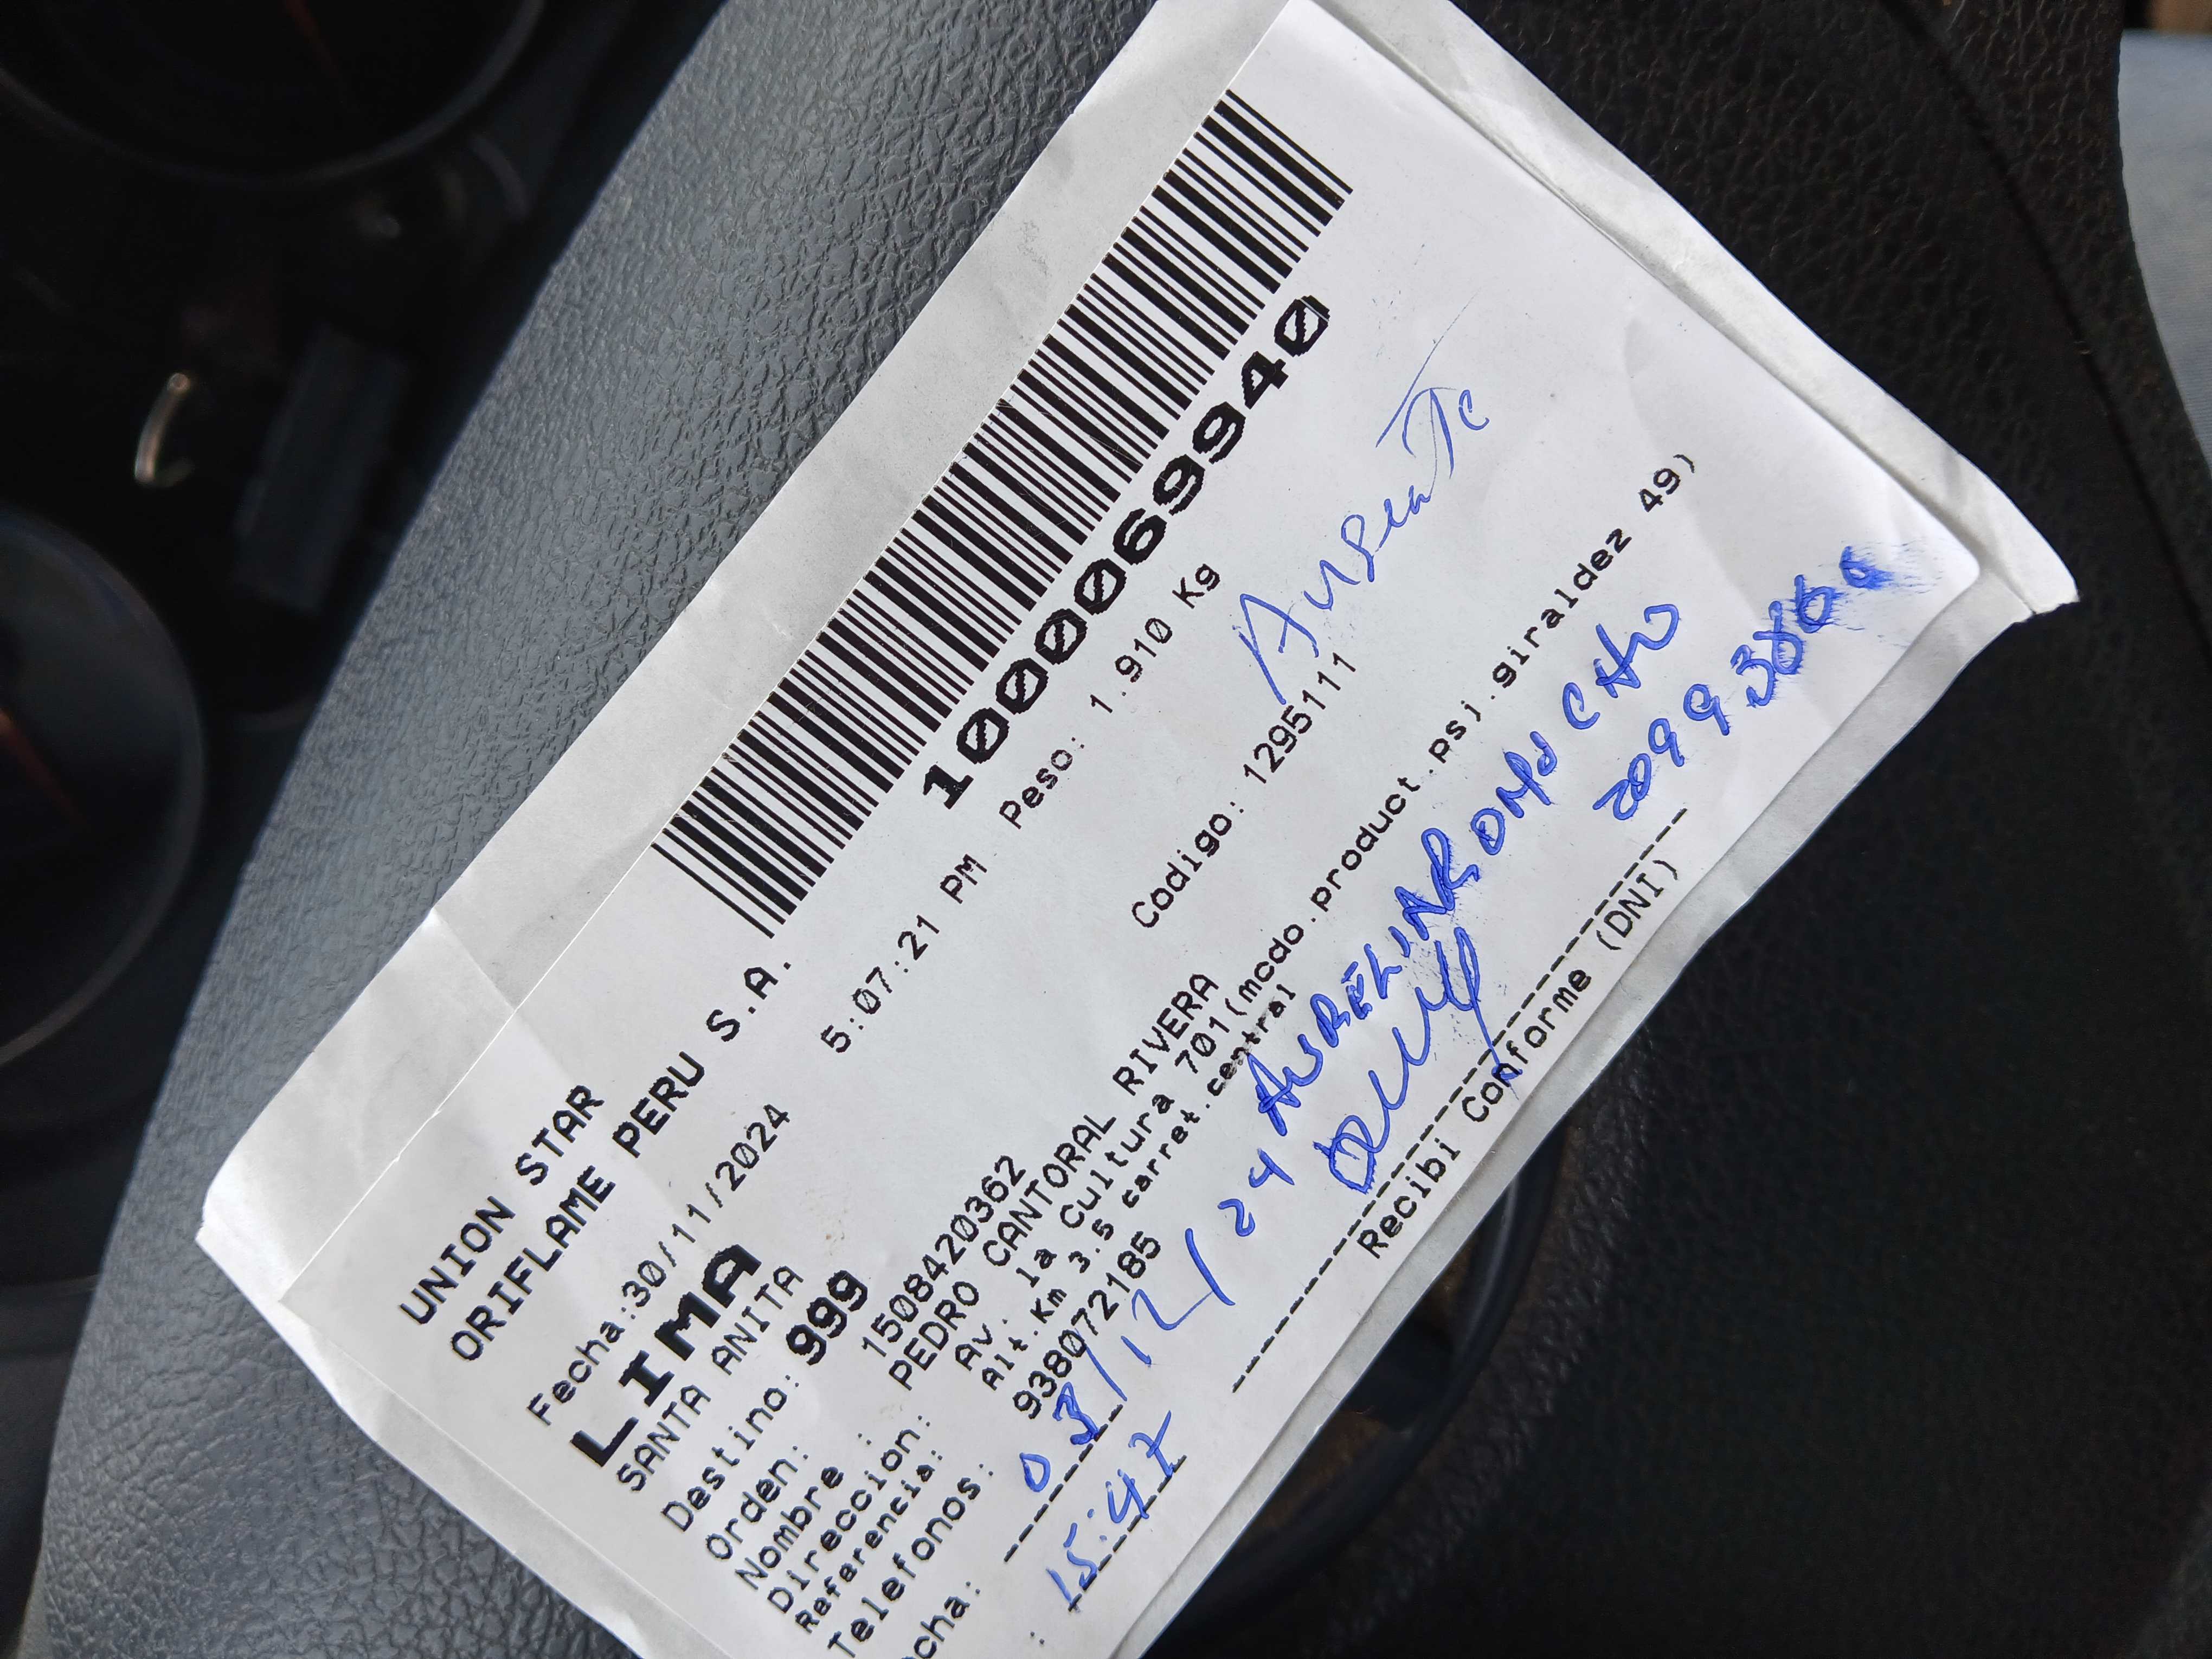 UNION STAR
ORIFLAME PERU S.A.
1000069940
Fecha:30/11/2024 5:07:21 PM Peso: 1.910 Kg
LIMA
SANTA ANITA
Ausente
Destino: 999
Codigo: 1295111
Orden: 150842036​2
Nombre : PEDRO CANTORAL RIVERA
Direccion: Av. la Cultura 701(mcdo.product.psj.giraldez 49)
Referencia: Alt.Km 3.5 carret.central
Telefonos: 938072185
cha: 03/12/24
: 15:47
Recibi Conforme (DNI)